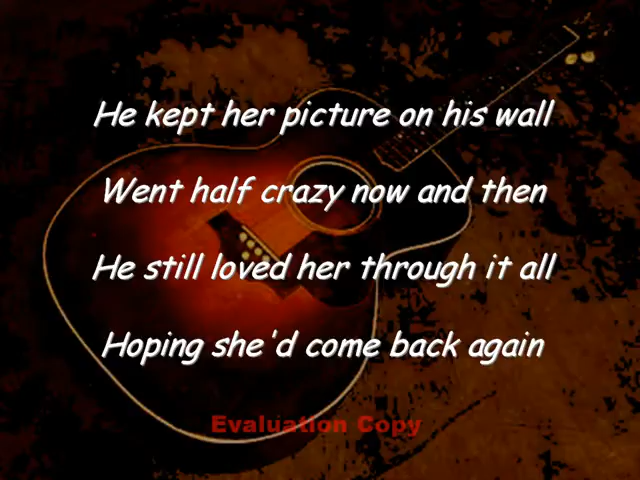 He kept her picture on his wall
Went half crazy now and then
He still loved her through it all
Hoping she'd come back again
Evaluation Copy